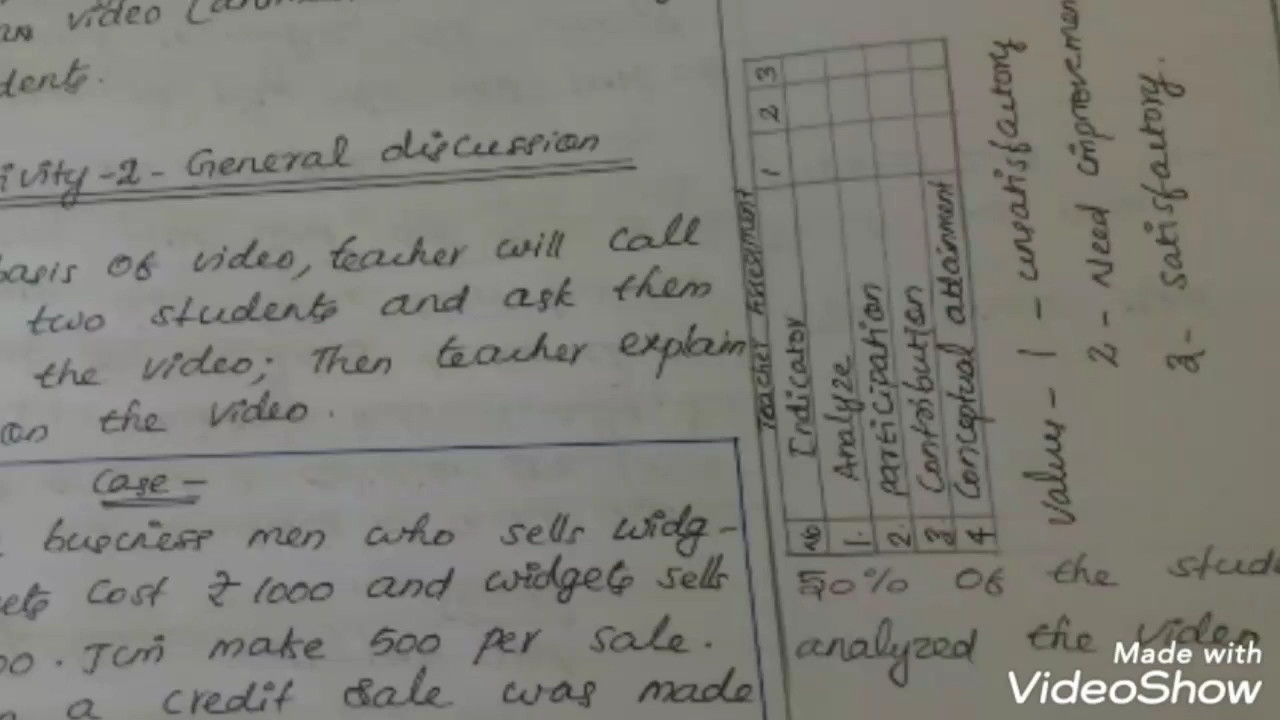 video
dents.
ivity-2- General discussion
basis of video, teacher will call
two students and ask them
the video; Then teacher explain
on the video.
Case -
business men who sells widg-
ets cost ₹ 1000 and widgets sells
00. Jim make 500 per sale.
a credit sale was made
Teacher Assessment
No Indicator 1 2 3
1. Analyze
2. participation
3. Contribution
4 Conceptual attainment
Values - 1 - unsatisfactory
2 - Need improvemen
3 - satisfactory.
50% of the stud
analyzed the video
Made with
VideoShow